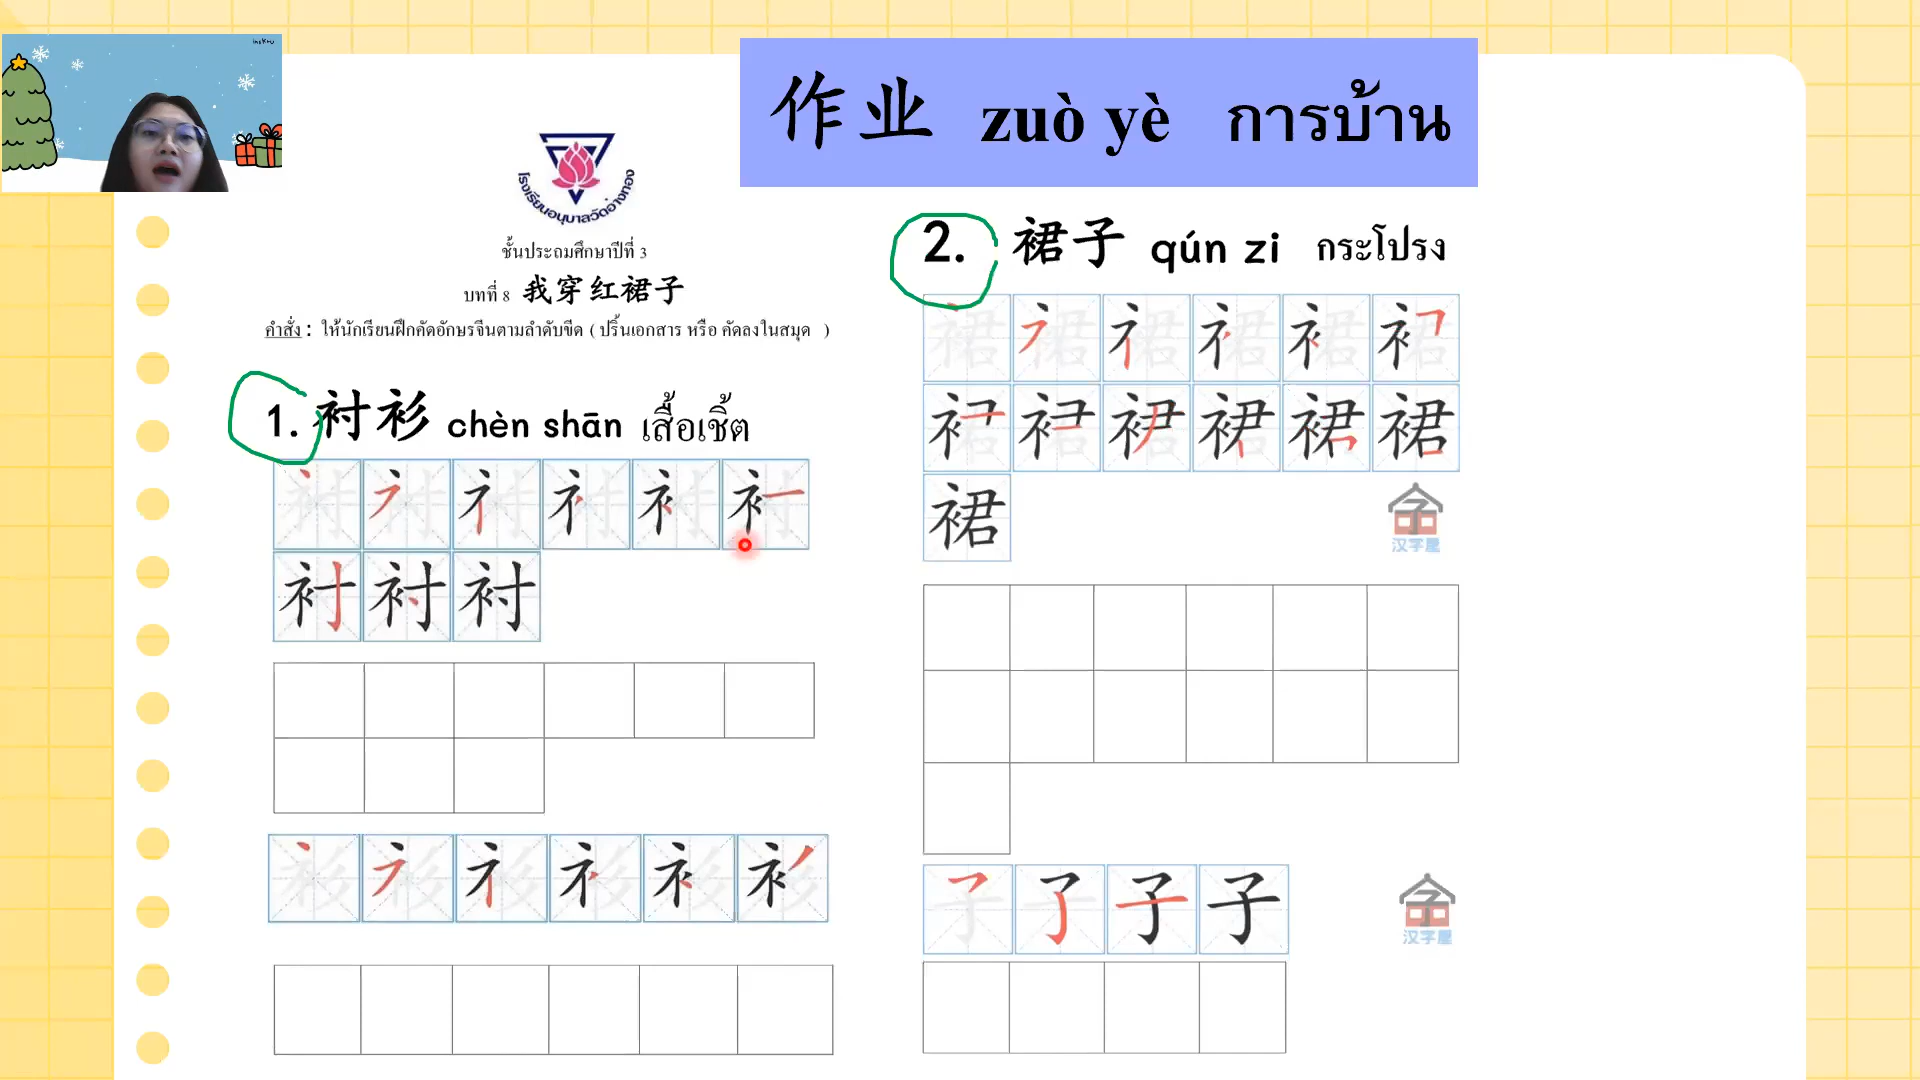 作业 zuò yè การบ้าน
โรงเรียนอนุบาลวัดอ่างทอง
ชั้นประถมศึกษาปีที่ 3
บทที่ 8 我穿红裙子
คำสั่ง : ให้นักเรียนฝึกคัดอักษรจีนตามลำดับขีด ( ปริ้นเอกสาร หรือ คัดลงในสมุด )
1. 衬衫 chèn shān เสื้อเชิ้ต
衬
衫
2. 裙子 qún zi กระโปรง
裙
汉字屋
子
汉字屋